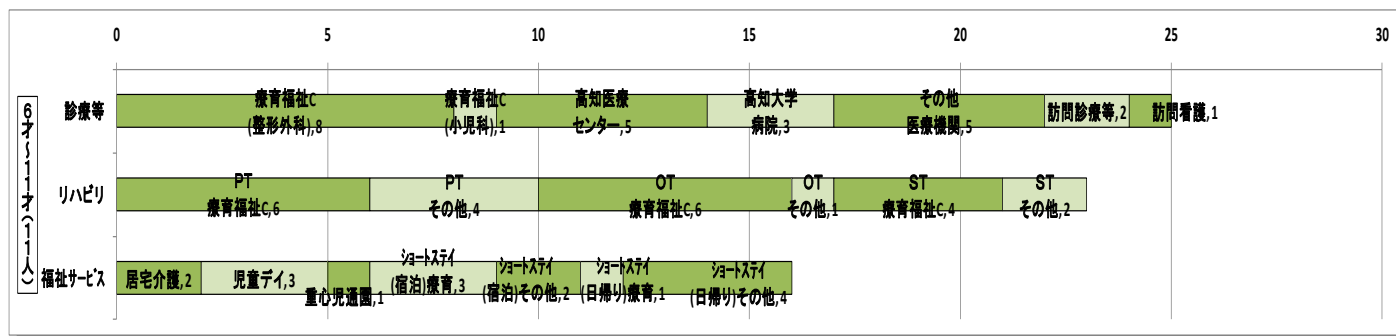 0 5 10 15 20 25 30
6才～11才(11人)
診療等
療育福祉C
(整形外科),8
療育福祉C
(小児科),1
高知医療
センター,5
高知大学
病院,3
その他
医療機関,5
訪問診療等,2
訪問看護,1
リハビリ
PT
療育福祉C,6
PT
その他,4
OT
療育福祉C,6
OT
その他,1
ST
療育福祉C,4
ST
その他,2
福祉サービス
居宅介護,2
児童デイ,3
重心児通園,1
ショートステイ
(宿泊)療育,3
ショートステイ
(宿泊)その他,2
ショートステイ
(日帰り)療育,1
ショートステイ
(日帰り)その他,4